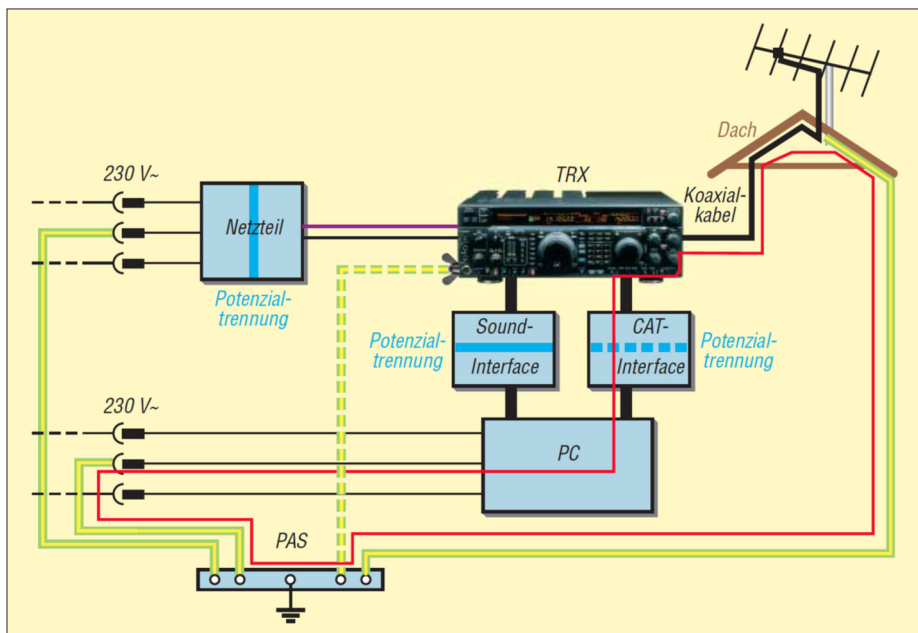 Dach
230 V~
TRX
Koaxial-
kabel
Netzteil
Potenzial-
trennung
Potenzial-
trennung
Sound-
Interface
CAT-
Interface
Potenzial-
trennung
230 V~
PC
PAS